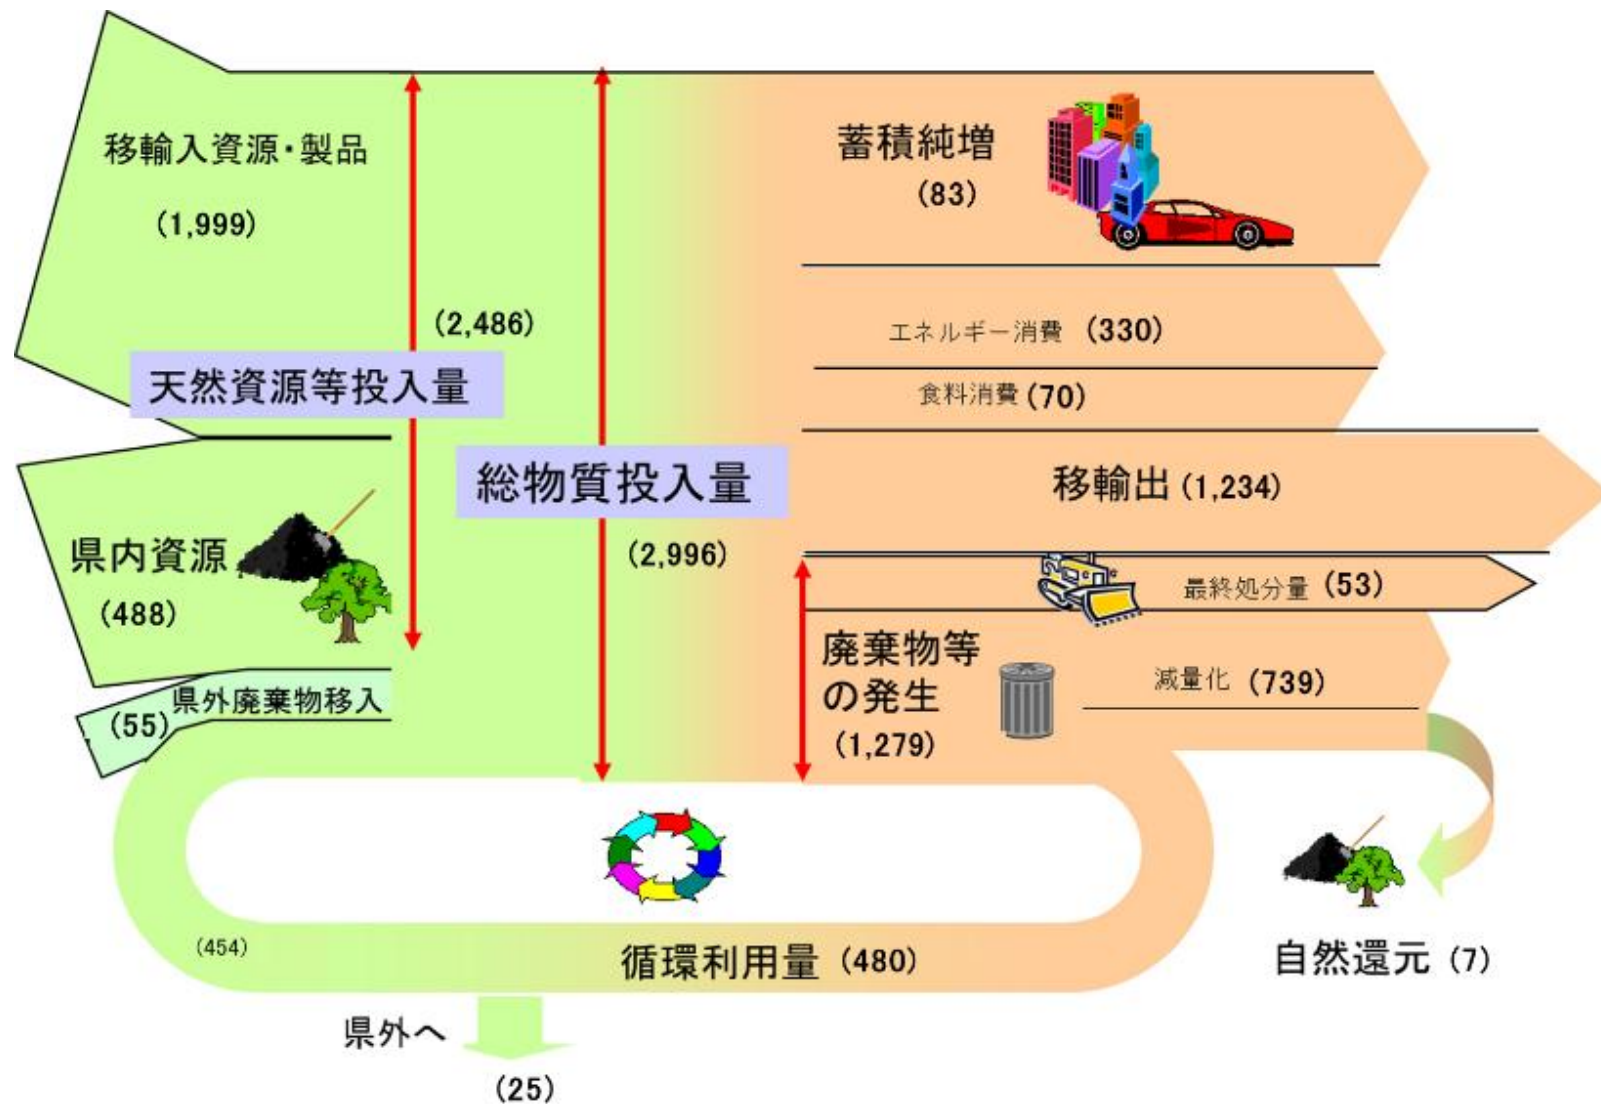 移輸入資源・製品
(1,999)
(2,486)
天然資源等投入量
総物質投入量
(2,996)
県内資源
(488)
県外廃棄物移入
(55)
蓄積純増
(83)
エネルギー消費 (330)
食料消費 (70)
移輸出 (1,234)
最終処分量 (53)
廃棄物等
の発生
(1,279)
減量化 (739)
(454)
循環利用量 (480)
自然還元 (7)
県外へ
(25)